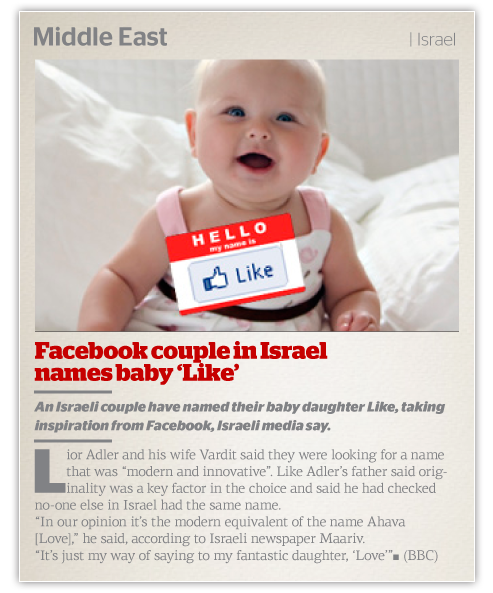 Middle East
| Israel
HELLO
my name is
Like
Facebook couple in Israel
names baby ‘Like’
An Israeli couple have named their baby daughter Like, taking
inspiration from Facebook, Israeli media say.
Lior Adler and his wife Vardit said they were looking for a name
that was “modern and innovative”. Like Adler’s father said orig-
inality was a key factor in the choice and said he had checked
no-one else in Israel had the same name.
“In our opinion it’s the modern equivalent of the name Ahava
[Love],” he said, according to Israeli newspaper Maariv.
“It’s just my way of saying to my fantastic daughter, ‘Love’”■ (BBC)